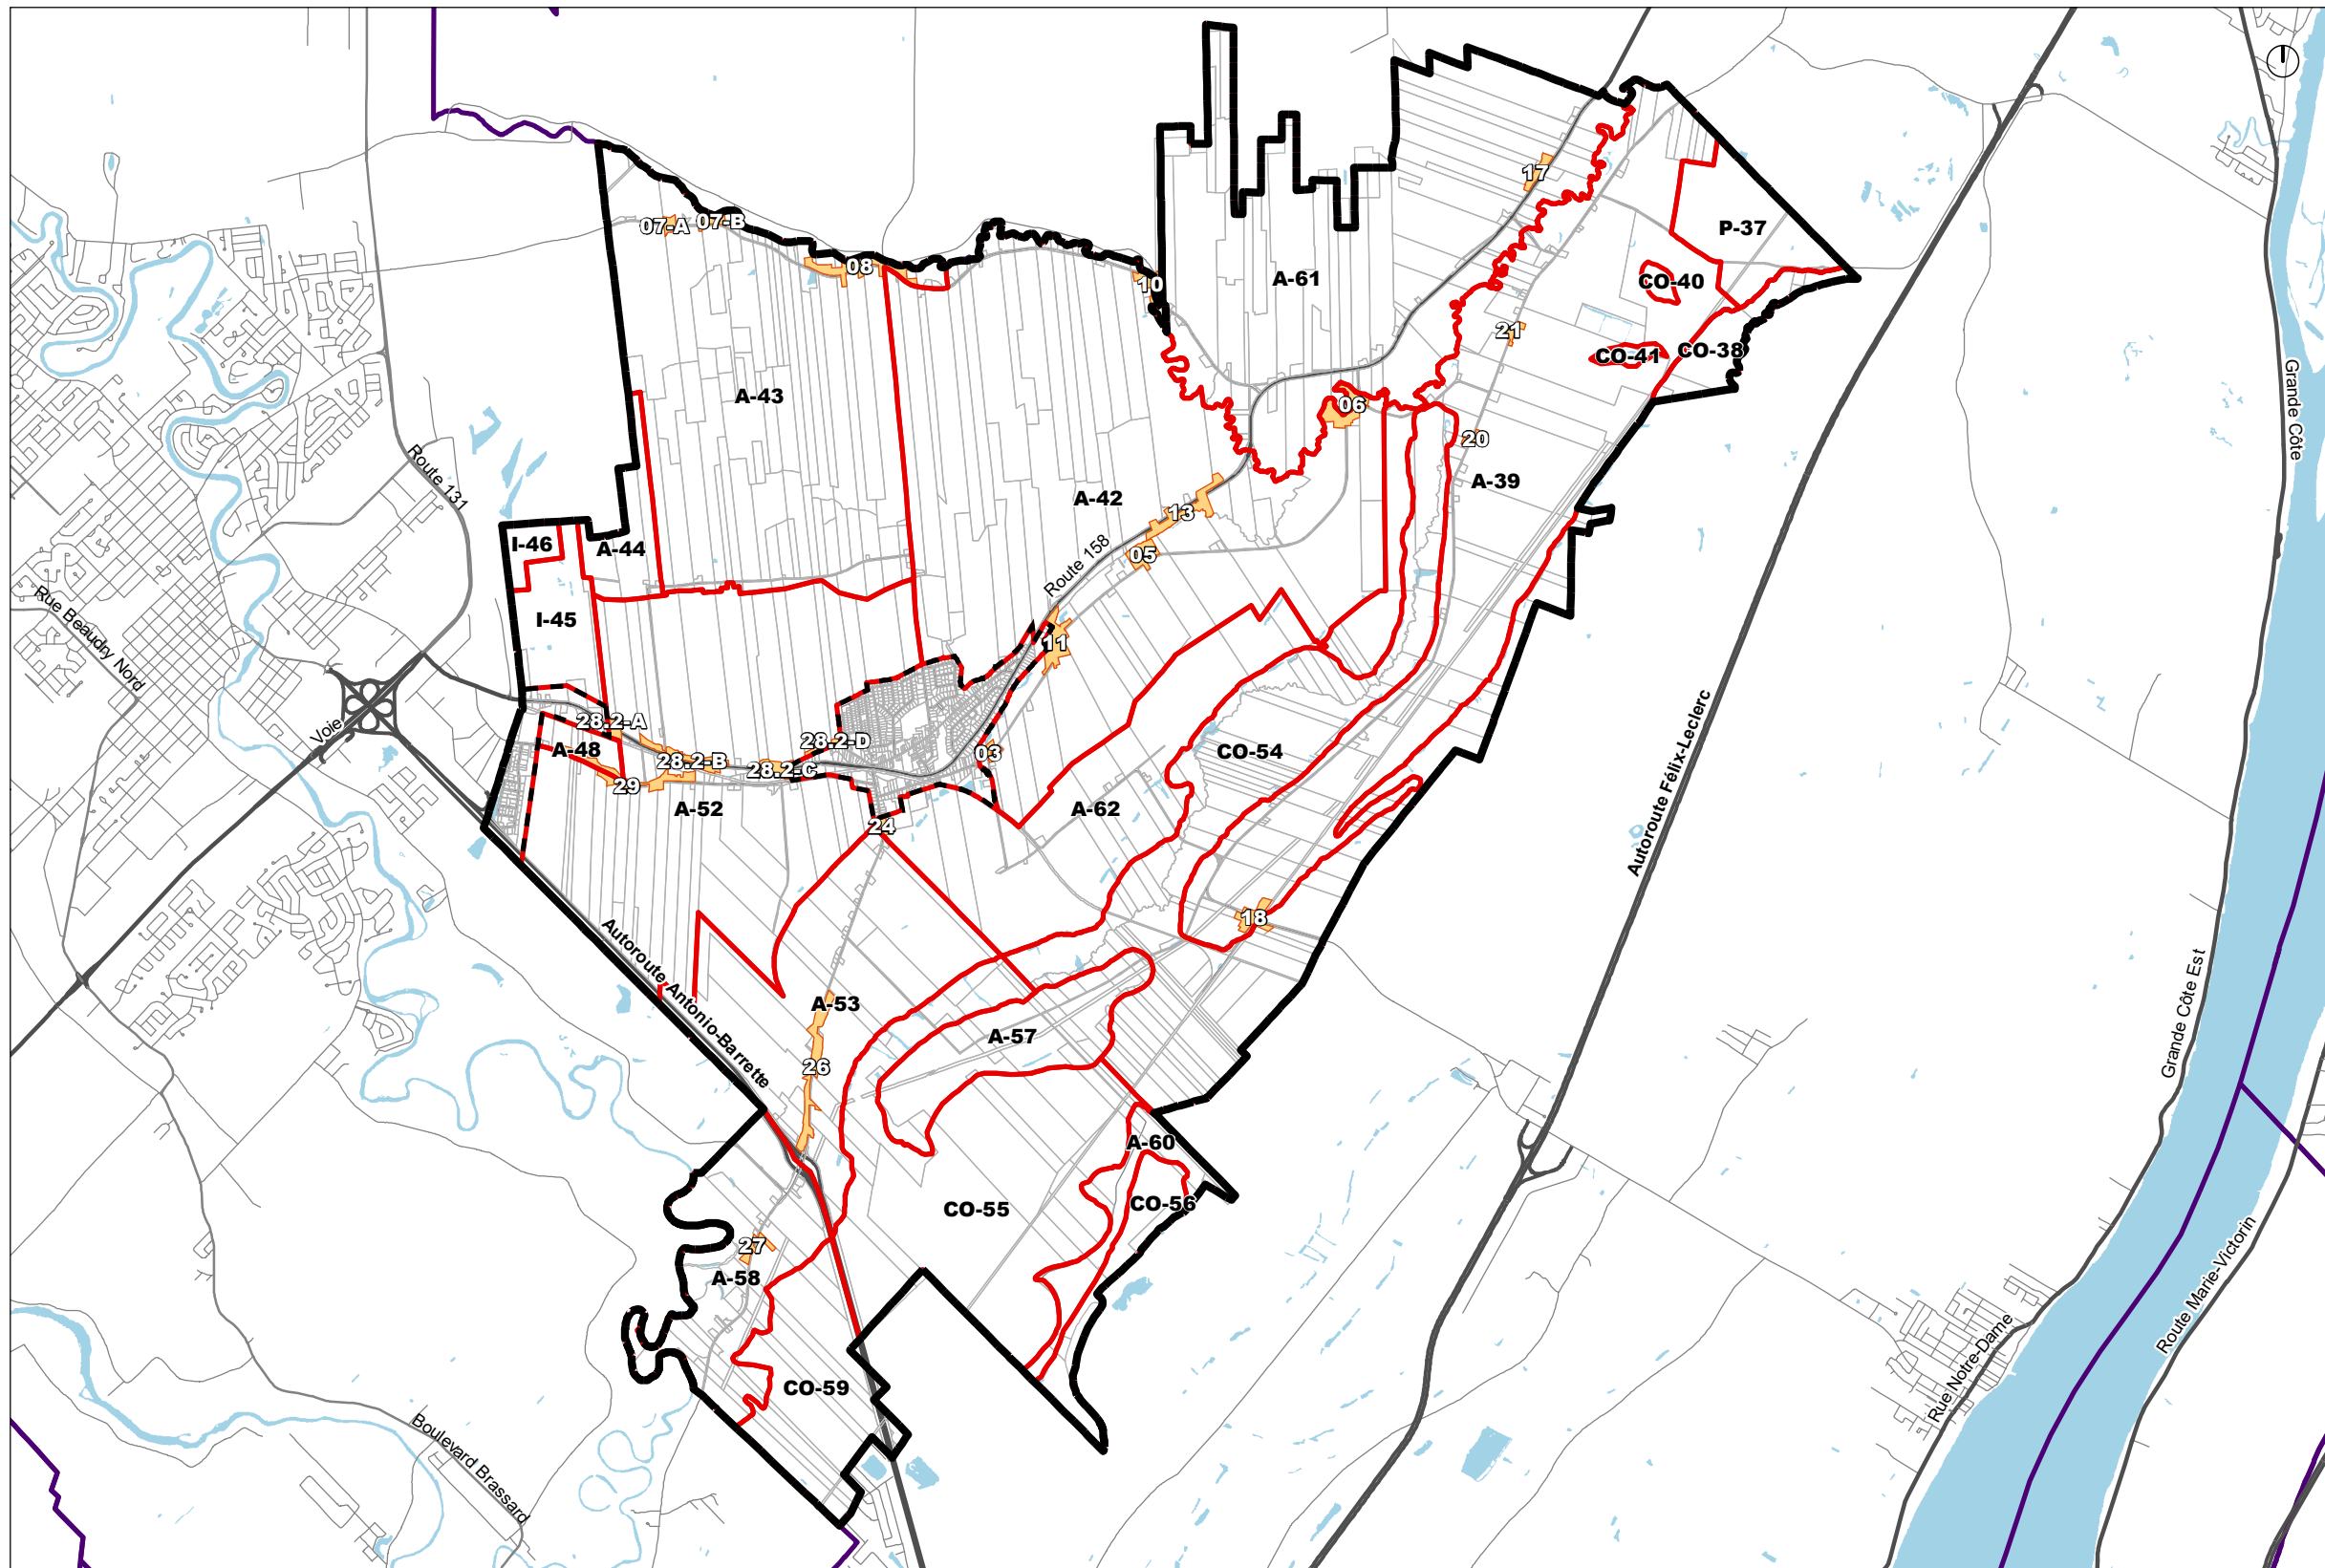 17
07-A
07-B
P-37
08
A-61
CO-40
10
21
CO-41
CO-38
A-43
06
Grande Côte
20
Route 131
A-39
A-42
13
I-46
A-44
05
Route 158
I-45
Rue Beaudry Nord
11
28.2-A
Voie
A-48
28.2-D
03
CO-54
28.2-B
28.2-C
29
A-52
A-62
Autoroute Félix-Leclerc
24
18
Autoroute Antonio-Barrette
A-53
Grande Côte Est
A-57
26
A-60
CO-55
CO-56
27
A-58
Route Marie-Victorin
CO-59
Rue Notre-Dame
Boulevard Brassard